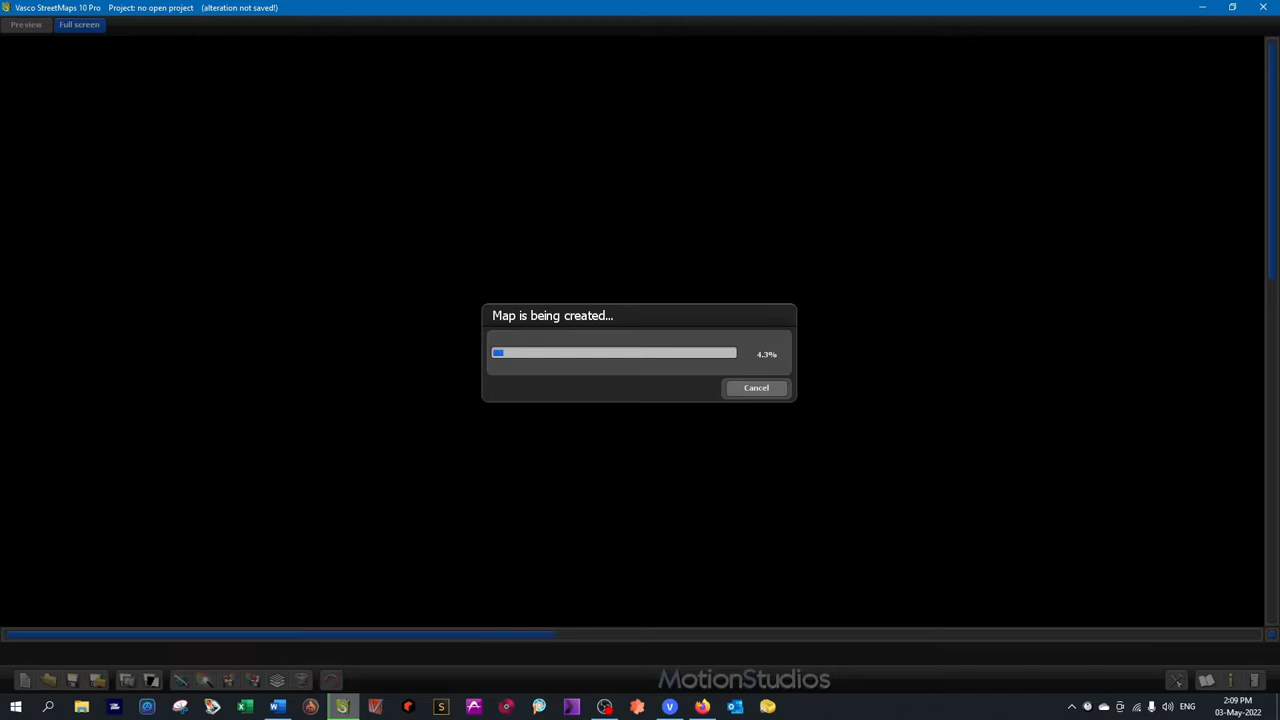 Vasco StreetMaps 10 Pro Project: no open project (alteration not saved!)
Preview Full screen
Map is being created...
4.3%
Cancel
MotionStudios
ENG
2:09 PM
03-May-2022